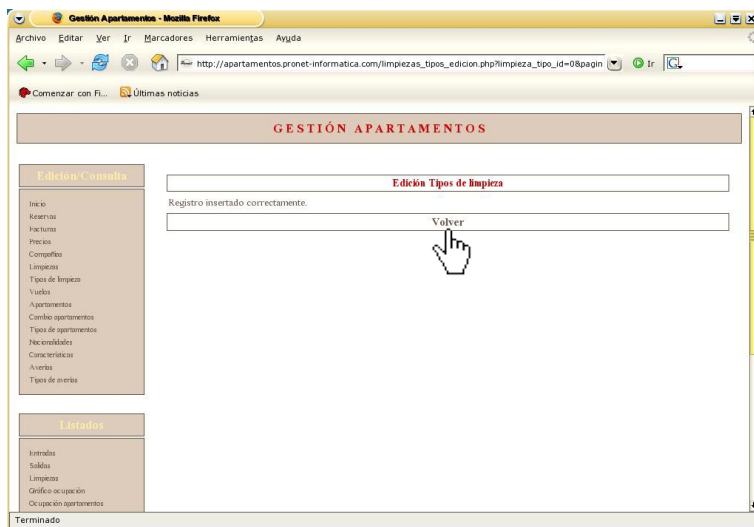 Gestión Apartamentos - Mozilla Firefox
Archivo Editar Ver Ir Marcadores Herramientas Ayuda
http://apartamentos.pronet-informatica.com/limpiezas_tipos_edicion.php?limpieza_tipo_id=0&pagin Ir
Comenzar con Fi... Últimas noticias
GESTIÓN APARTAMENTOS
Edición/Consulta
Inicio
Reservas
Facturas
Precios
Compañías
Limpiezas
Tipos de limpieza
Vuelos
Apartamentos
Cambio apartamentos
Tipos de apartamentos
Nacionalidades
Características
Averías
Tipos de averías
Edición Tipos de limpieza
Registro insertado correctamente.
Volver
Listados
Entradas
Salidas
Limpiezas
Gráfico ocupación
Ocupación apartamentos
Terminado